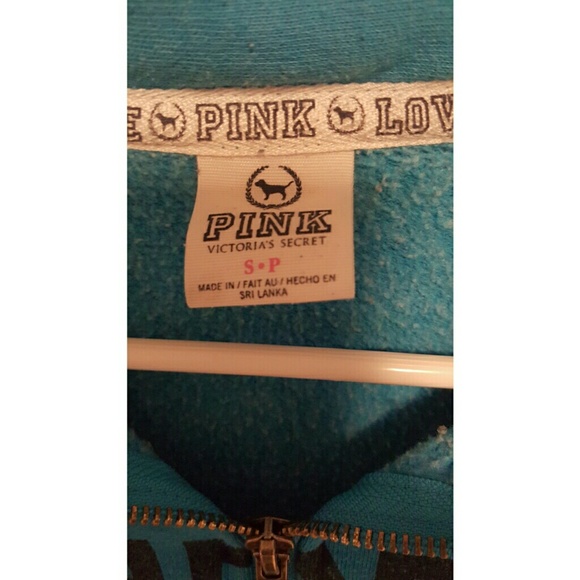 E PINK LOV
PINK
VICTORIA'S SECRET
S•P
MADE IN / FAIT AU / HECHO EN
SRI LANKA